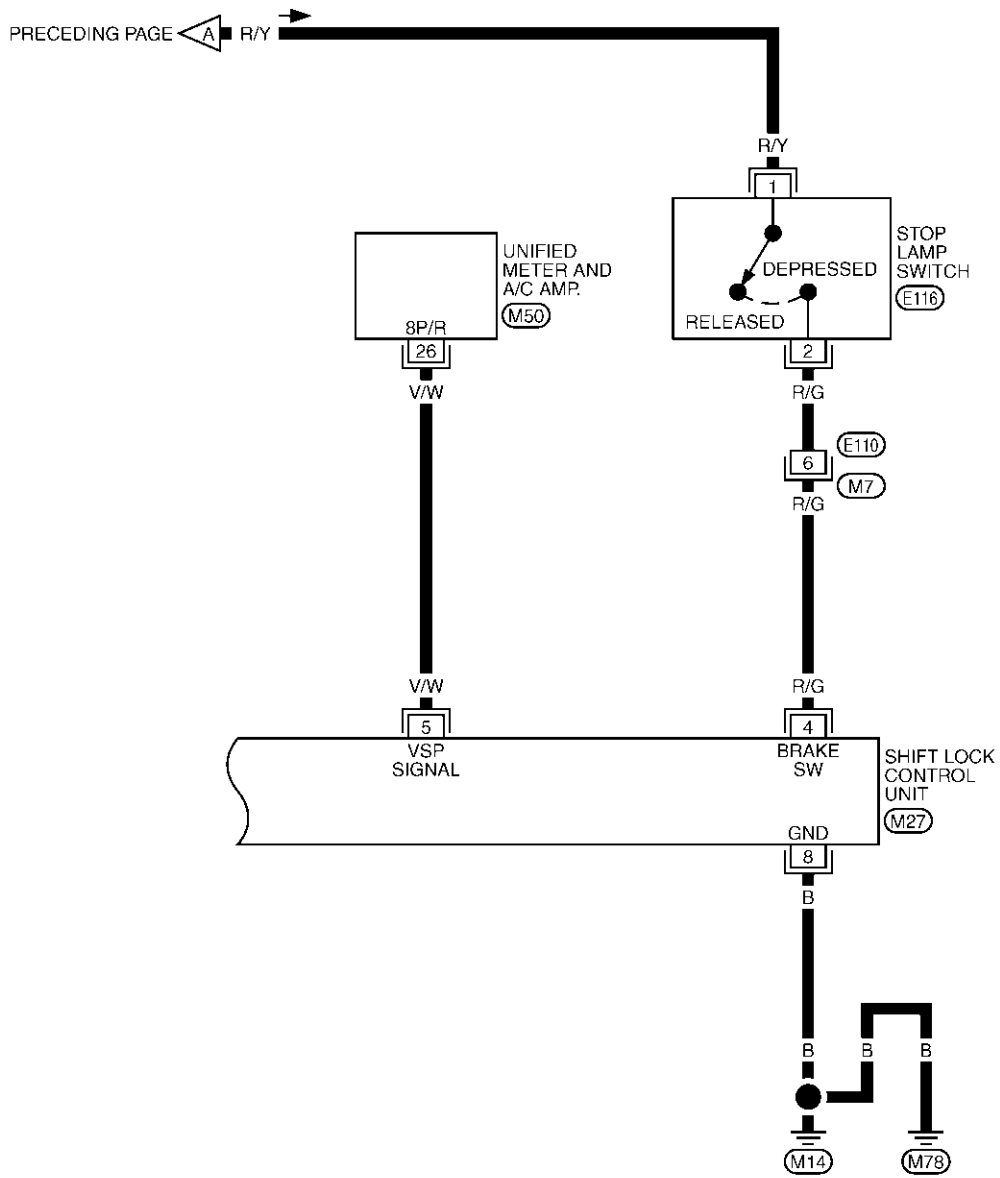 PRECEDING PAGE A R/Y
R/Y
1
STOP
LAMP
SWITCH
E116
DEPRESSED
RELEASED
2
R/G
UNIFIED
METER AND
A/C AMP.
M50
8P/R
26
V/W
E110
6
M7
R/G
V/W
R/G
5
4
VSP
SIGNAL
BRAKE
SW
SHIFT LOCK
CONTROL
UNIT
M27
GND
8
B
B B B
M14
M78